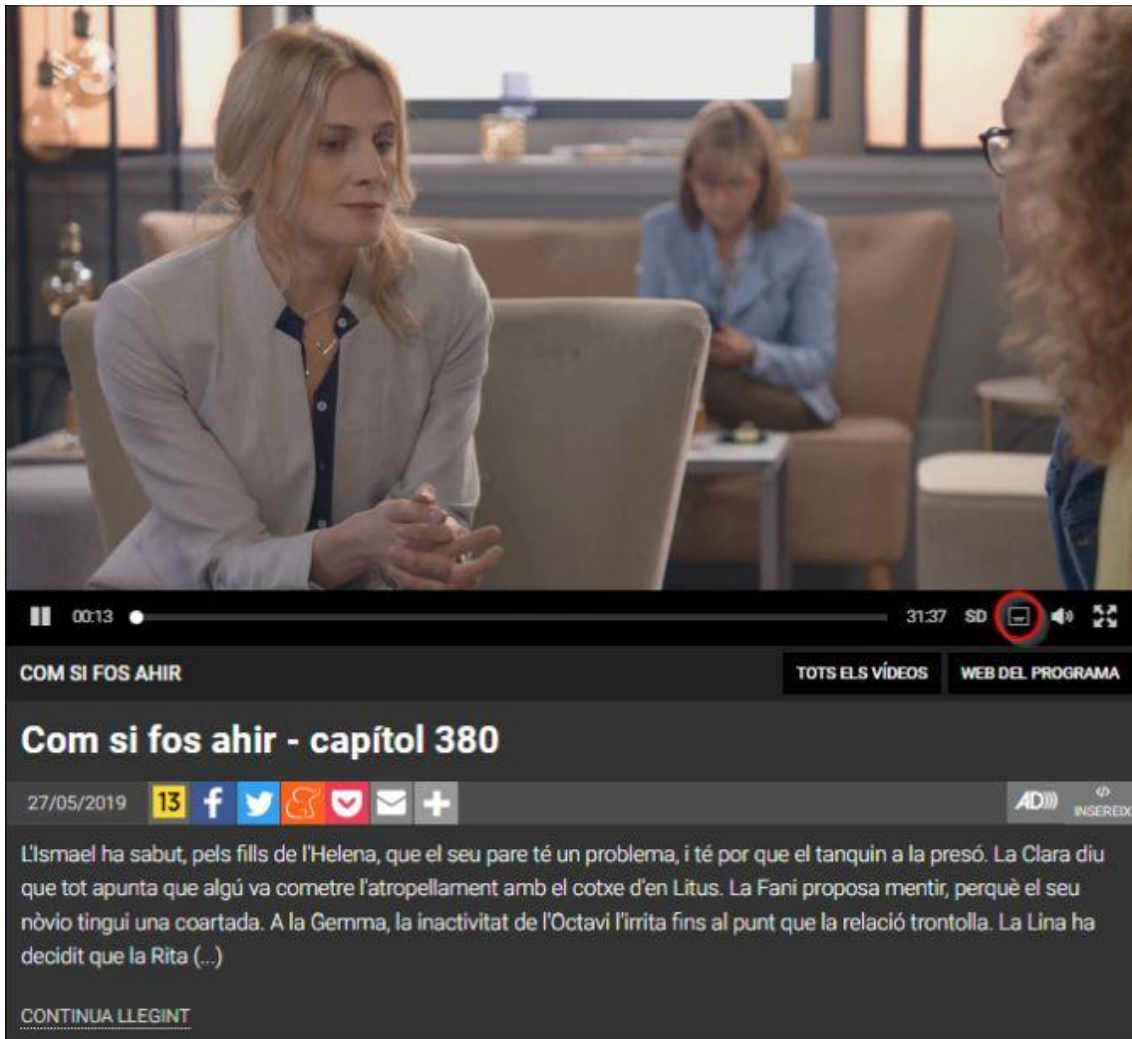 3
00:13
31:37
SD
COM SI FOS AHIR
TOTS ELS VÍDEOS
WEB DEL PROGRAMA
Com si fos ahir - capítol 380
27/05/2019
13
AD)))
</>
INSEREIX
L'Ismael ha sabut, pels fills de l'Helena, que el seu pare té un problema, i té por que el tanquin a la presó. La Clara diu
que tot apunta que algú va cometre l'atropellament amb el cotxe d'en Litus. La Fani proposa mentir, perquè el seu
nòvio tingui una coartada. A la Gemma, la inactivitat de l'Octavi l'irrita fins al punt que la relació trontolla. La Lina ha
decidit que la Rita (...)
CONTINUA LLEGINT